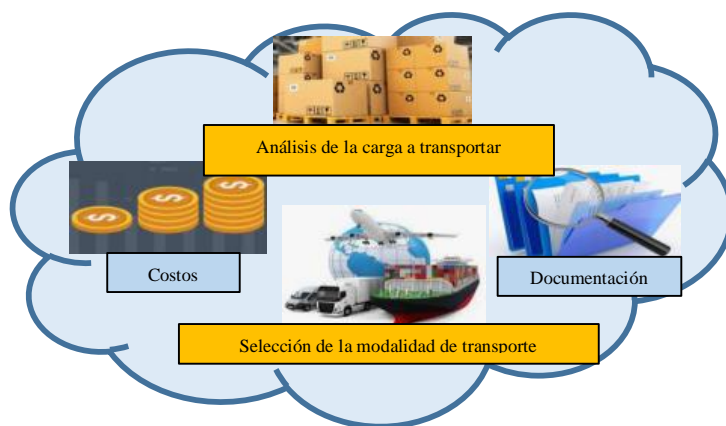 Análisis de la carga a transportar
Costos
Documentación
Selección de la modalidad de transporte